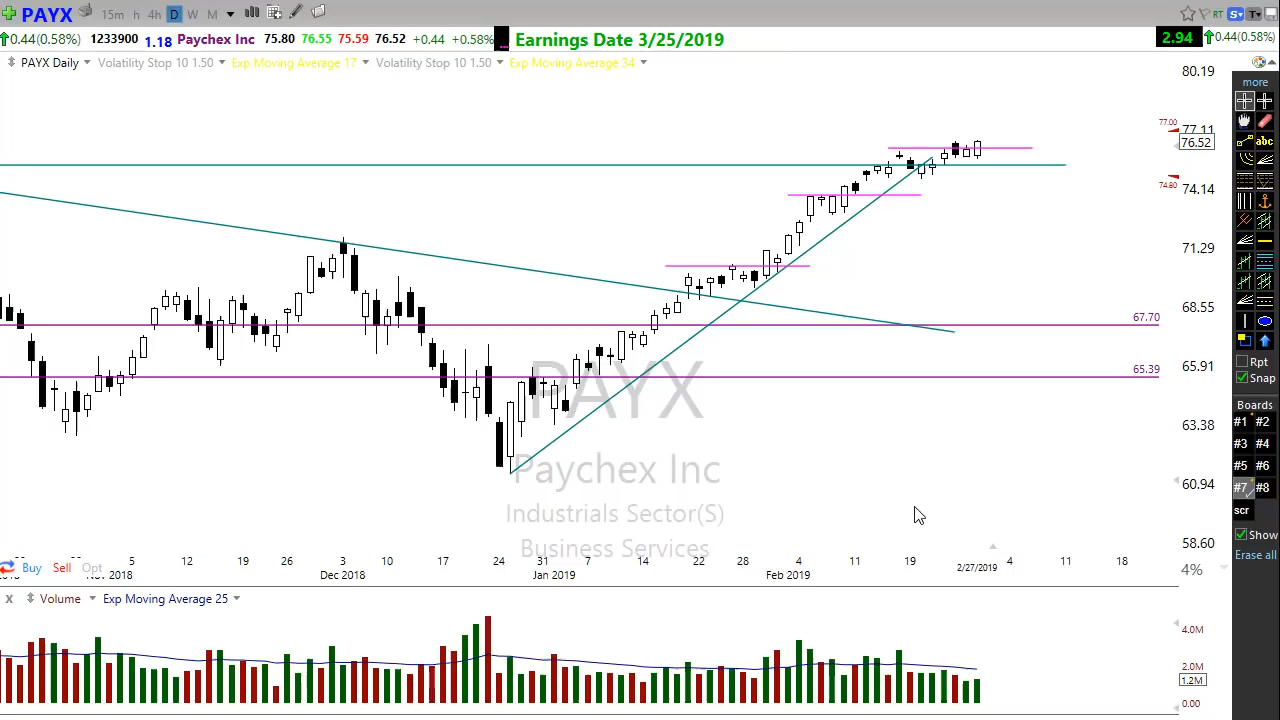 PAYX 15m h 4h D W M RT S T
0.44(0.58%) 1233900 1.18 Paychex Inc 75.80 76.55 75.59 76.52 +0.44 +0.58% Earnings Date 3/25/2019 2.94 0.44(0.58%)
PAYX Daily Volatility Stop 10 1.50 Exp Moving Average 17 Volatility Stop 10 1.50 Exp Moving Average 34
80.19
more
77.00
77.11
76.52
abc
74.80
74.14
71.29
68.55
67.70
65.91
65.39
Rpt
Snap
PAYX
Boards
#1 #2
63.38
#3 #4
Paychex Inc
#5 #6
60.94
#7 #8
Industrials Sector(S)
scr
Show
Business Services
58.60
Erase all
5 12 19 26 3 10 17 24 31 7 14 28 4 11 19 4 11 18
Buy Sell Opt
Nov 2018 Dec 2018 Jan 2019 Feb 2019 2/27/2019
4%
X Volume Exp Moving Average 25
4.0M
2.0M
1.2M
0.00